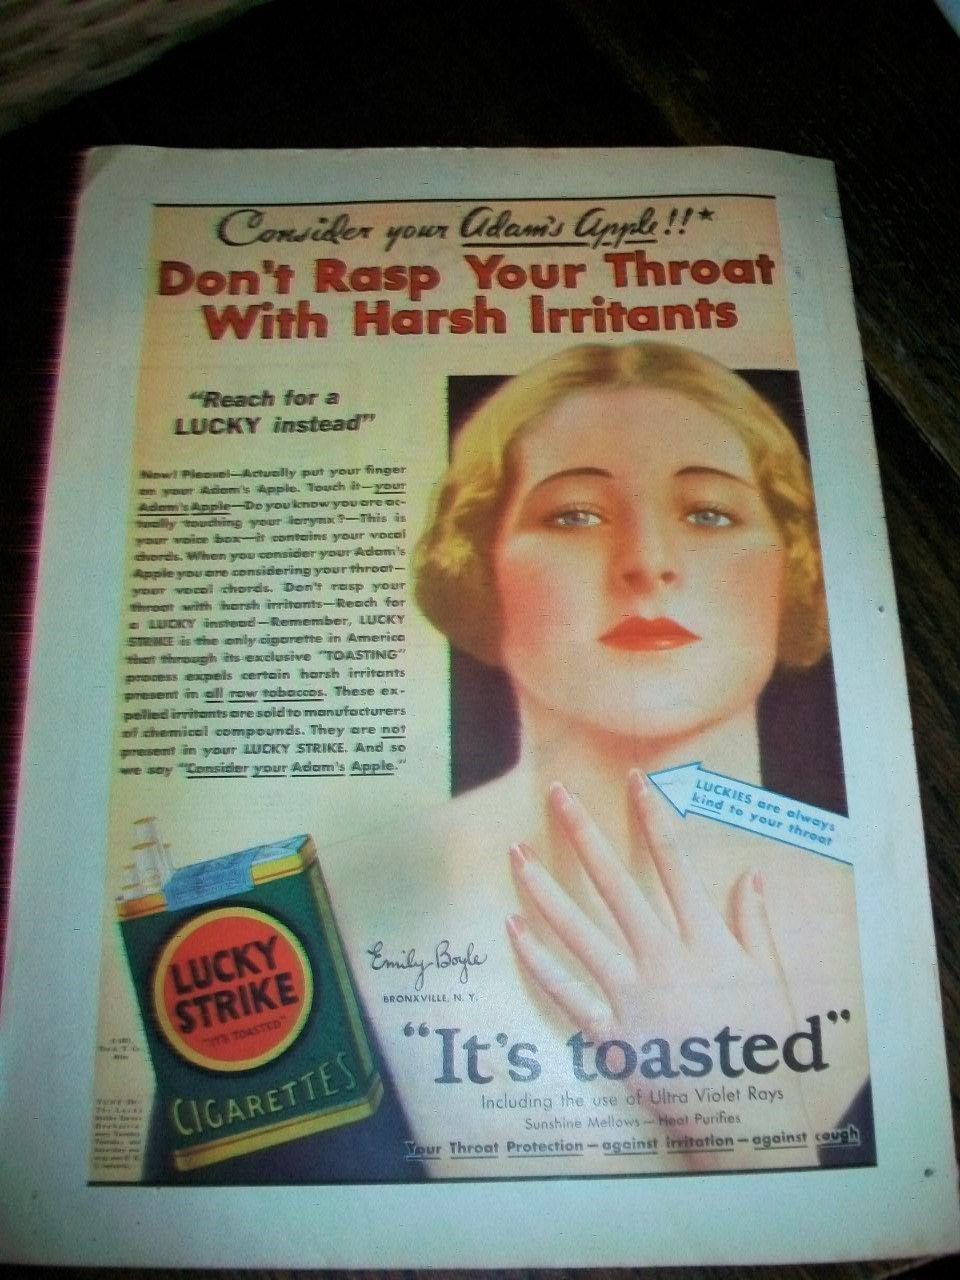 Consider your Adam's Apple!!*
Don't Rasp Your Throat
With Harsh Irritants
"Reach for a
LUCKY instead"
Now! Please!—Actually put your finger
on your Adam's Apple. Touch it—your
Adam's Apple—Do you know you are ac-
tually touching your larynx?—This is
your voice box—it contains your vocal
chords. When you consider your Adam's
Apple you are considering your throat—
your vocal chords. Don't rasp your
throat with harsh irritants—Reach for
a LUCKY instead—Remember, LUCKY
STRIKE is the only cigarette in America
that through its exclusive "TOASTING"
process expels certain harsh irritants
present in all raw tobaccos. These ex-
pelled irritants are sold to manufacturers
of chemical compounds. They are not
present in your LUCKY STRIKE. And so
we say "Consider your Adam's Apple."
LUCKIES are always
kind to your throat
LUCKY
STRIKE
"IT'S TOASTED"
CIGARETTES
Emily Boyle
BRONXVILLE, N. Y.
"It's toasted"
Including the use of Ultra Violet Rays
Sunshine Mellows—Heat Purifies
Your Throat Protection—against irritation—against cough